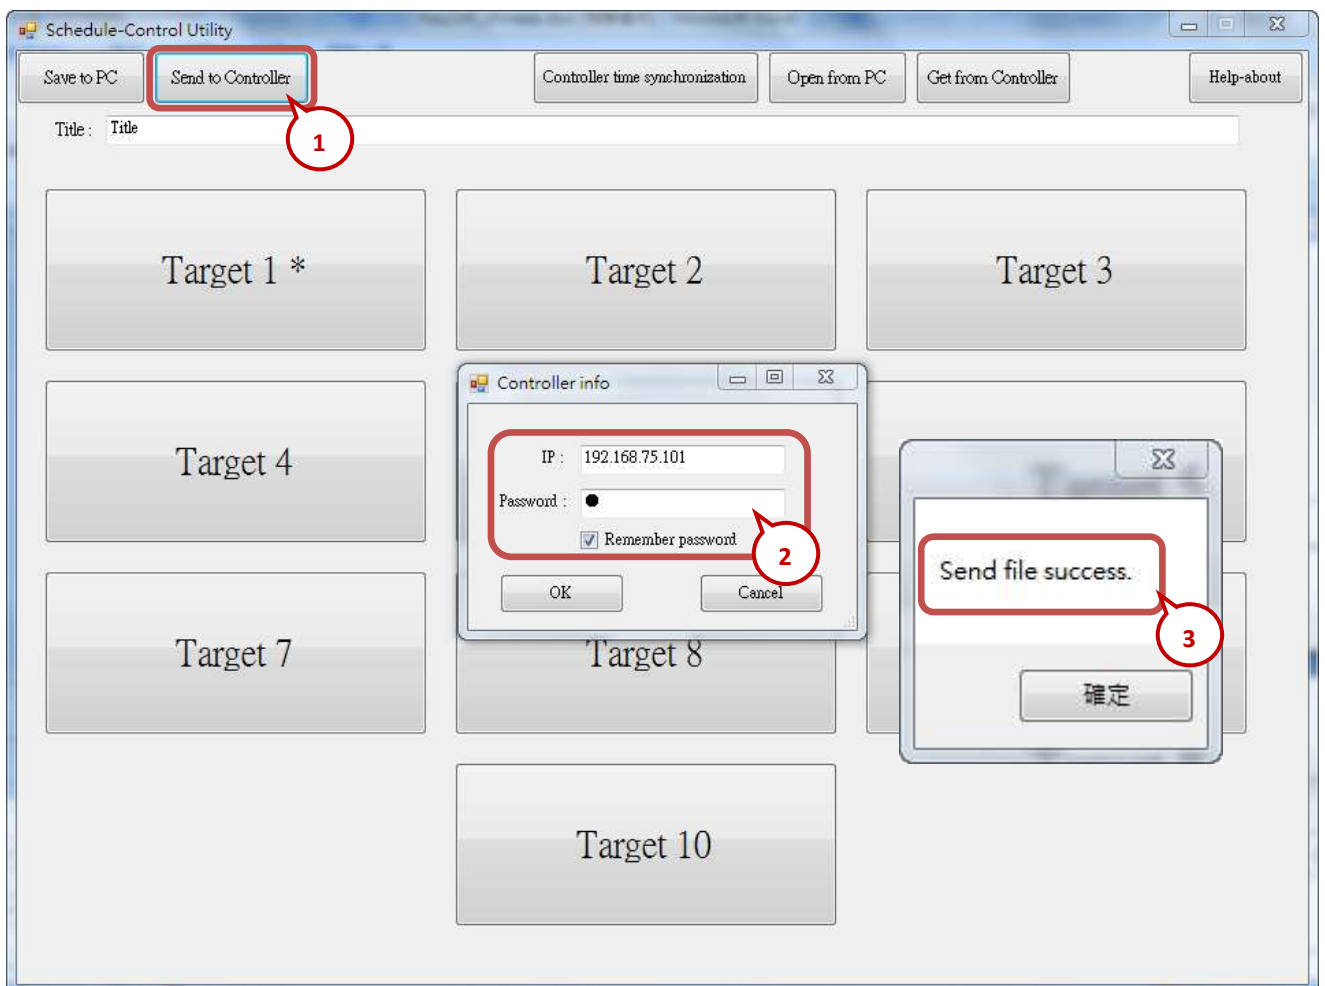 Schedule-Control Utility
Save to PC
Send to Controller
Controller time synchronization
Open from PC
Get from Controller
Help-about
Title :
Title
1
Target 1 *
Target 2
Target 3
Controller info
IP :
192.168.75.101
Password :
●
Remember password
2
OK
Cancel
Target 4
Send file success.
3
確定
Target 7
Target 8
Target 10